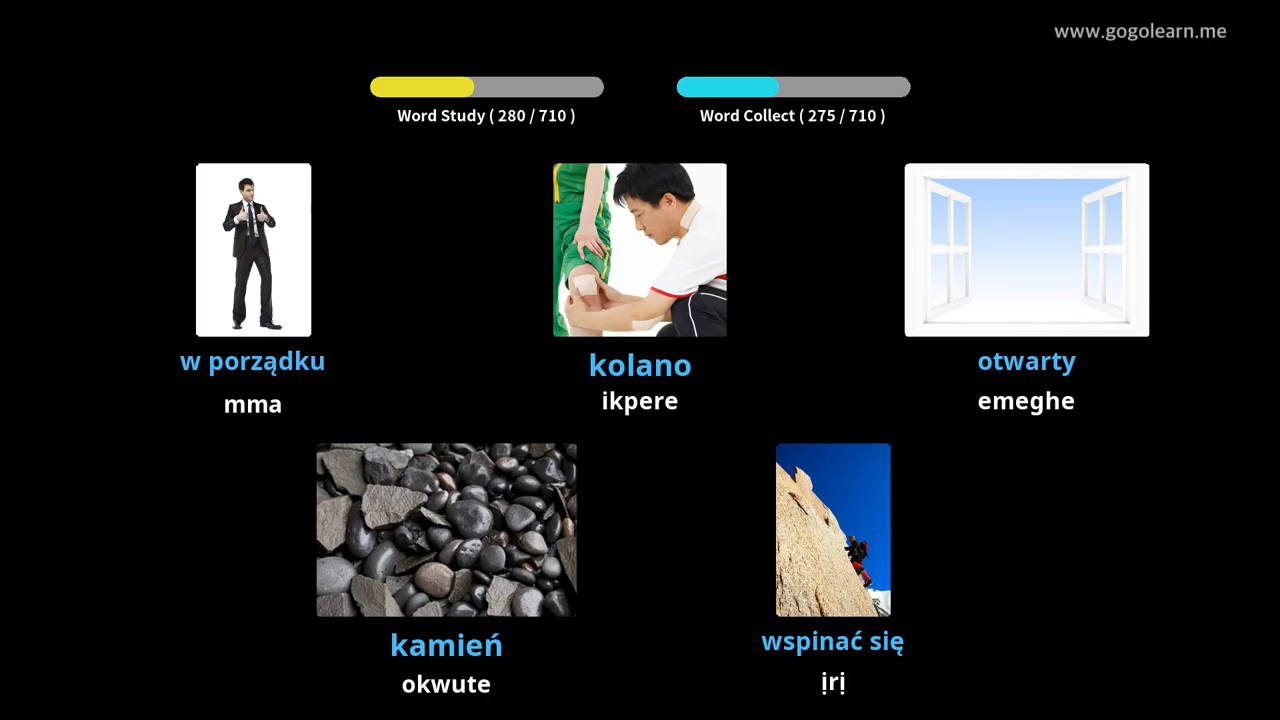 www.gogolearn.me
Word Study ( 280 / 710 )
Word Collect ( 275 / 710 )
w porządku
mma
kolano
ikpere
otwarty
emeghe
kamień
okwute
wspinać się
ịrị